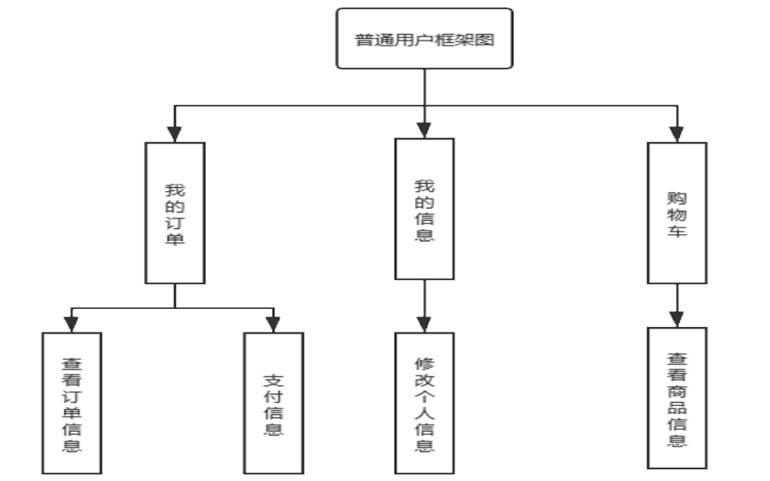 普通用户框架图
我的订单
我的信息
购物车
查看订单信息
支付信息
修改个人信息
查看商品信息